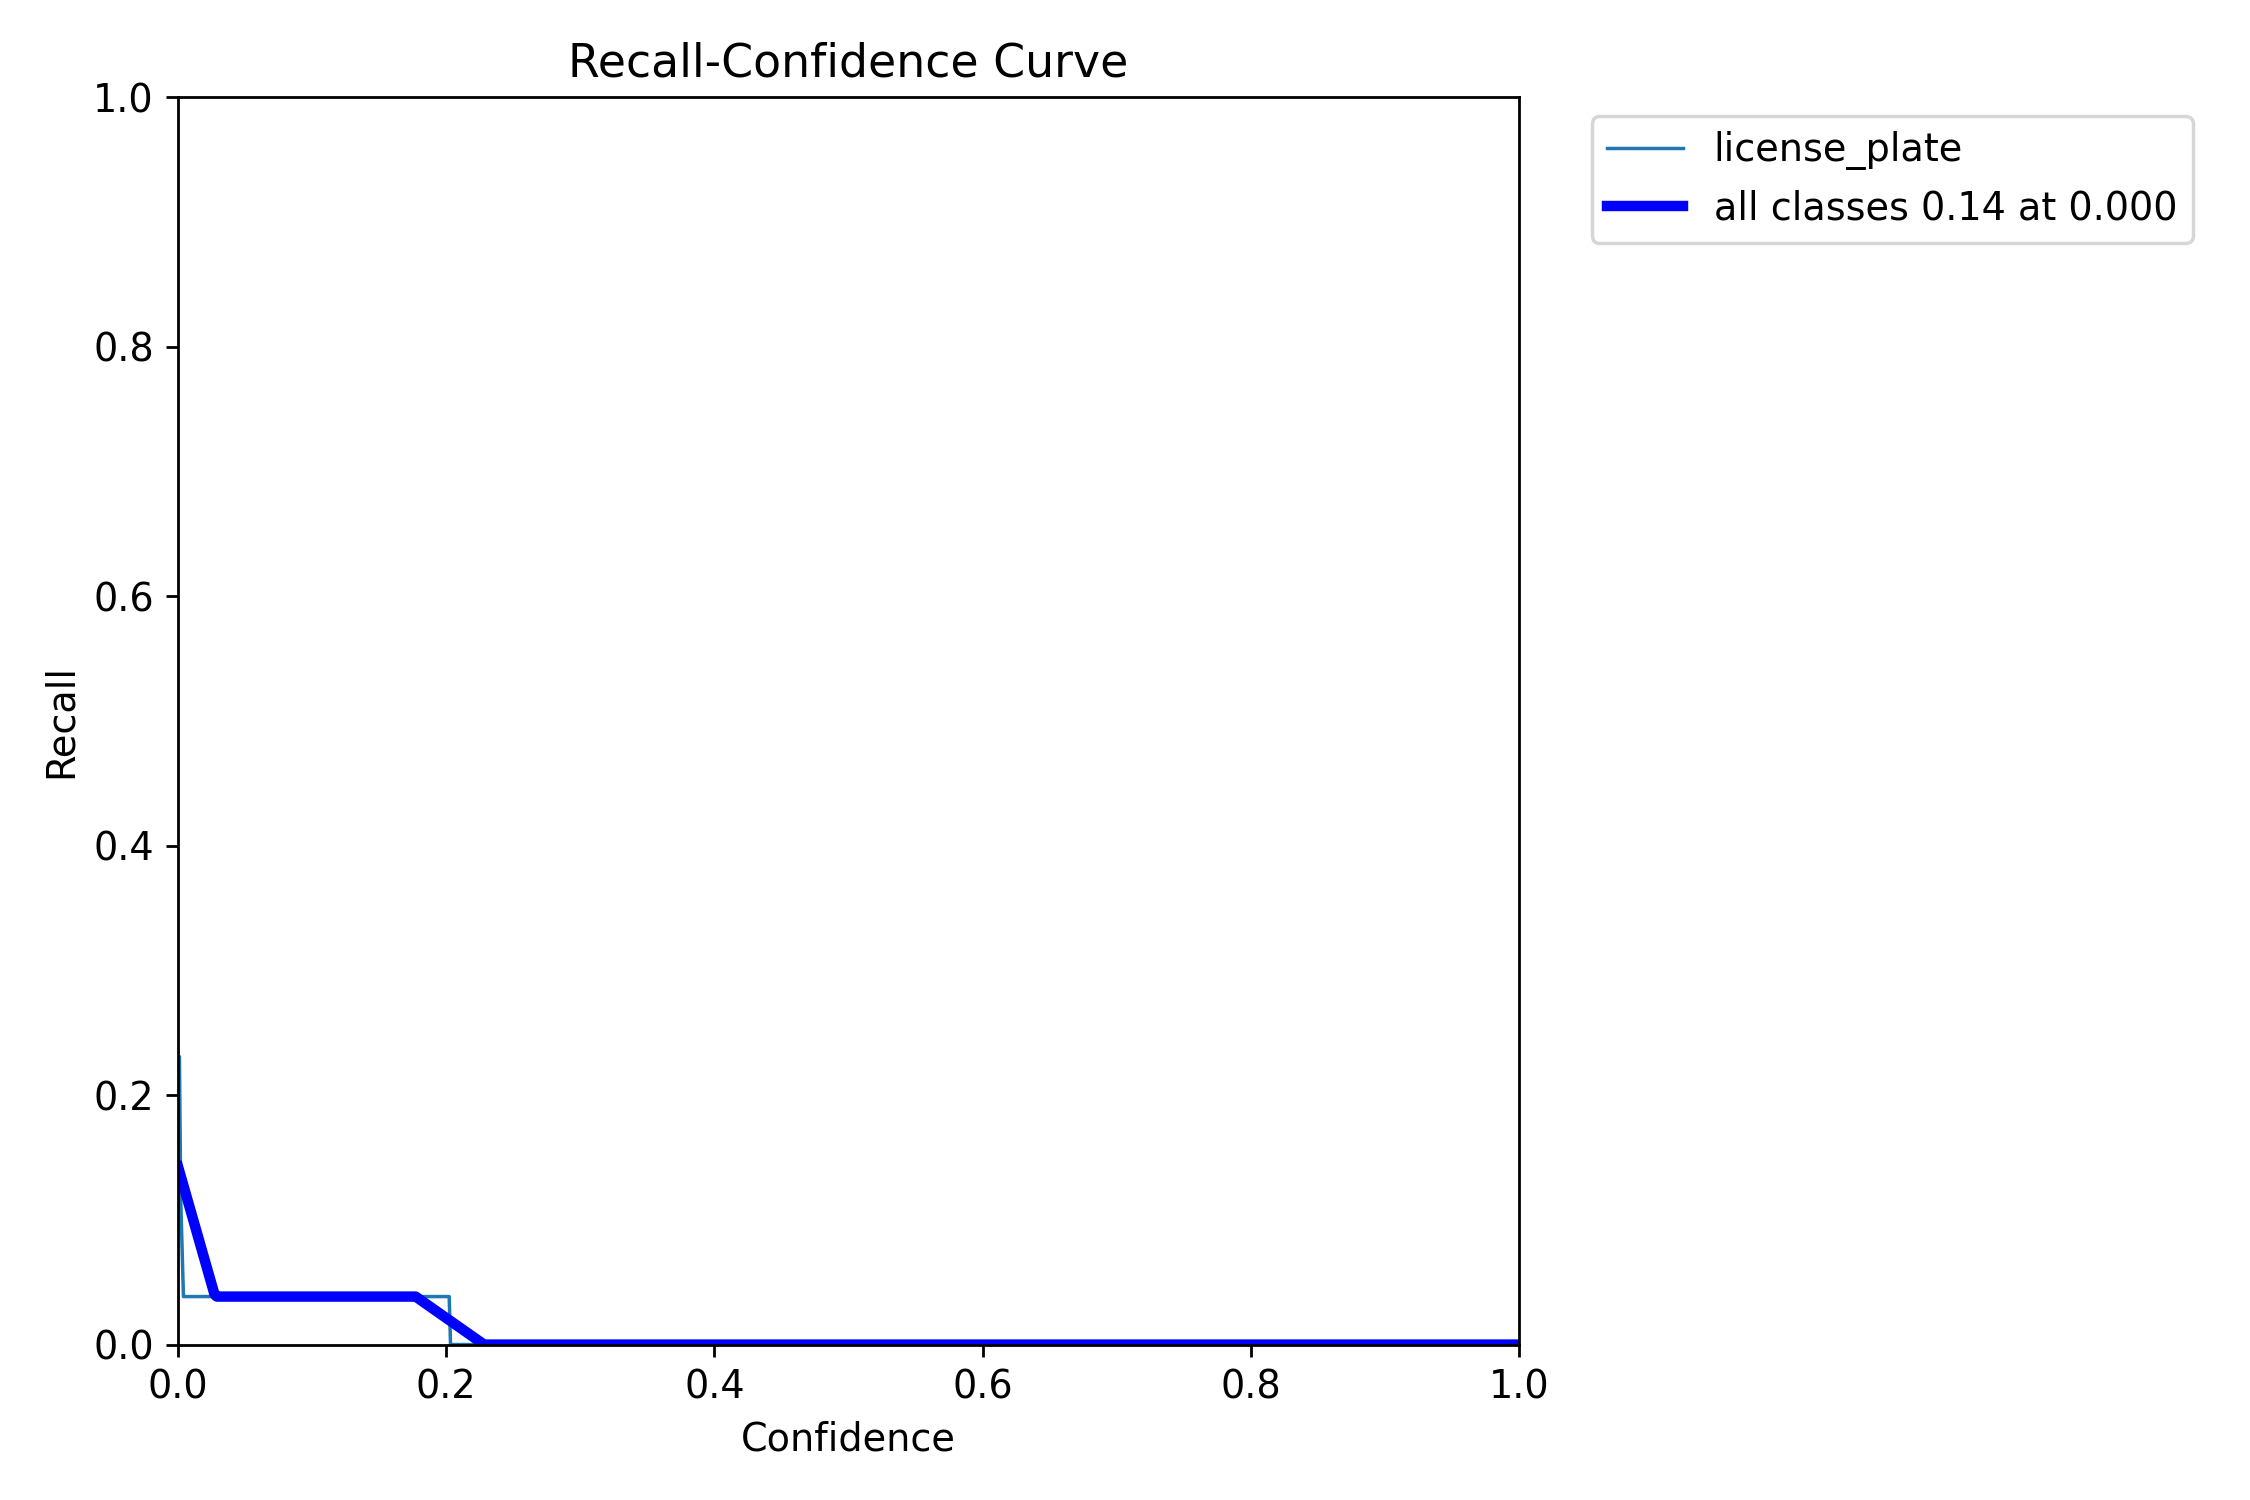 Recall-Confidence Curve
1.0
0.8
0.6
0.4
0.2
0.0
Recall
0.0 0.2 0.4 0.6 0.8 1.0
Confidence
license_plate
all classes 0.14 at 0.000